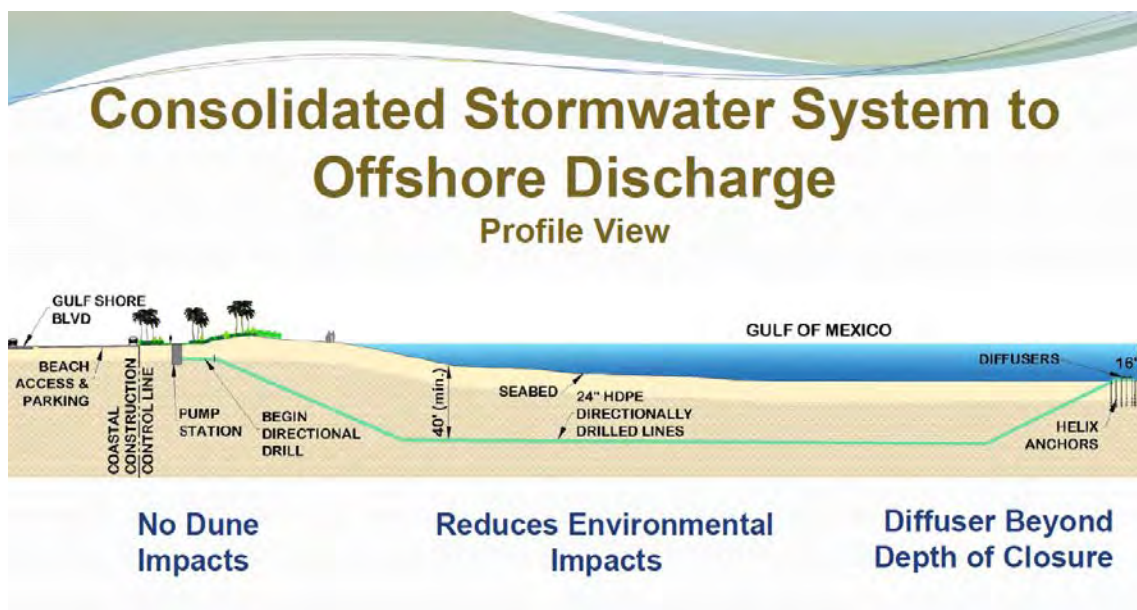 Consolidated Stormwater System to
Offshore Discharge
Profile View
GULF SHORE
BLVD
BEACH
ACCESS &
PARKING
COASTAL
CONSTRUCTION
CONTROL LINE
PUMP
STATION
BEGIN
DIRECTIONAL
DRILL
40' (min.)
SEABED
24" HDPE
DIRECTIONALLY
DRILLED LINES
GULF OF MEXICO
DIFFUSERS
16'
HELIX
ANCHORS
No Dune
Impacts
Reduces Environmental
Impacts
Diffuser Beyond
Depth of Closure